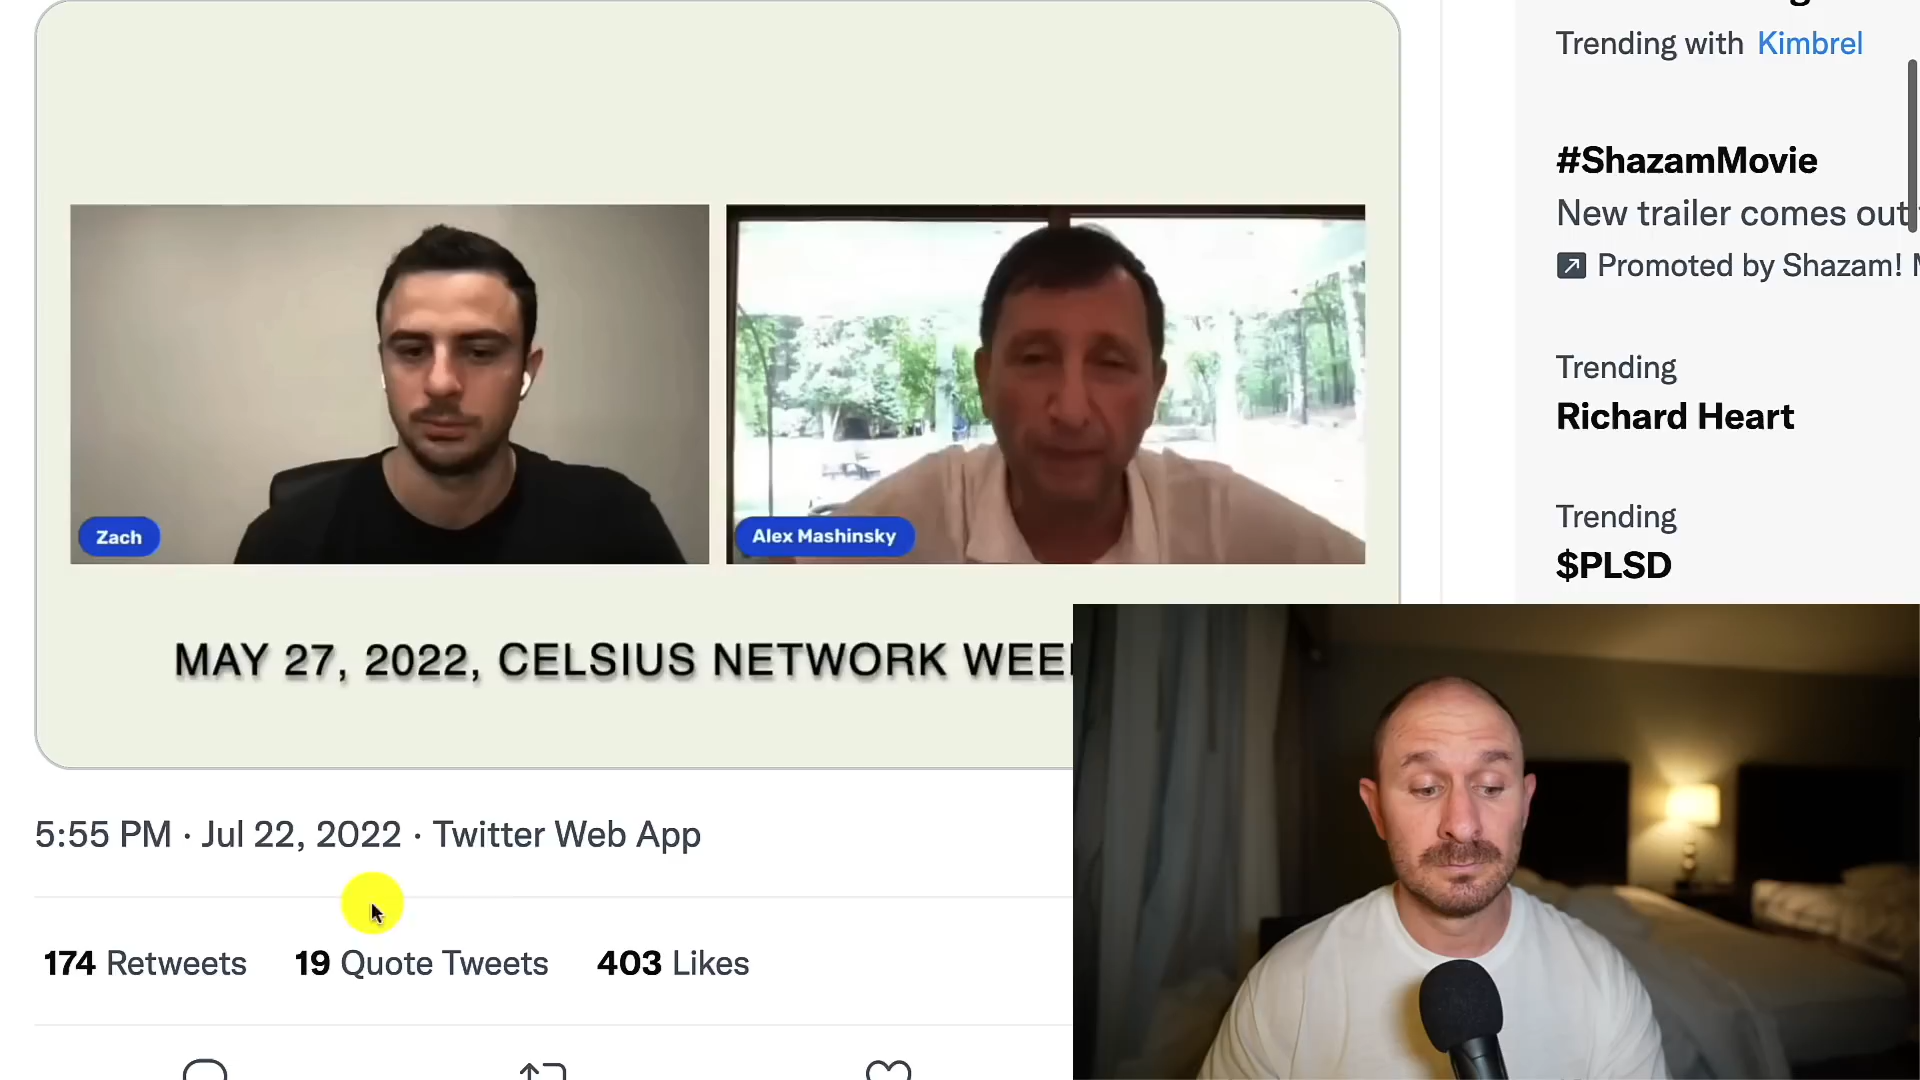 Zach
Alex Mashinsky
MAY 27, 2022, CELSIUS NETWORK
5:55 PM · Jul 22, 2022 · Twitter Web App
174 Retweets 19 Quote Tweets 403 Likes
Trending with Kimbrel
#ShazamMovie
New trailer comes out
Promoted by Shazam!
Trending
Richard Heart
Trending
$PLSD